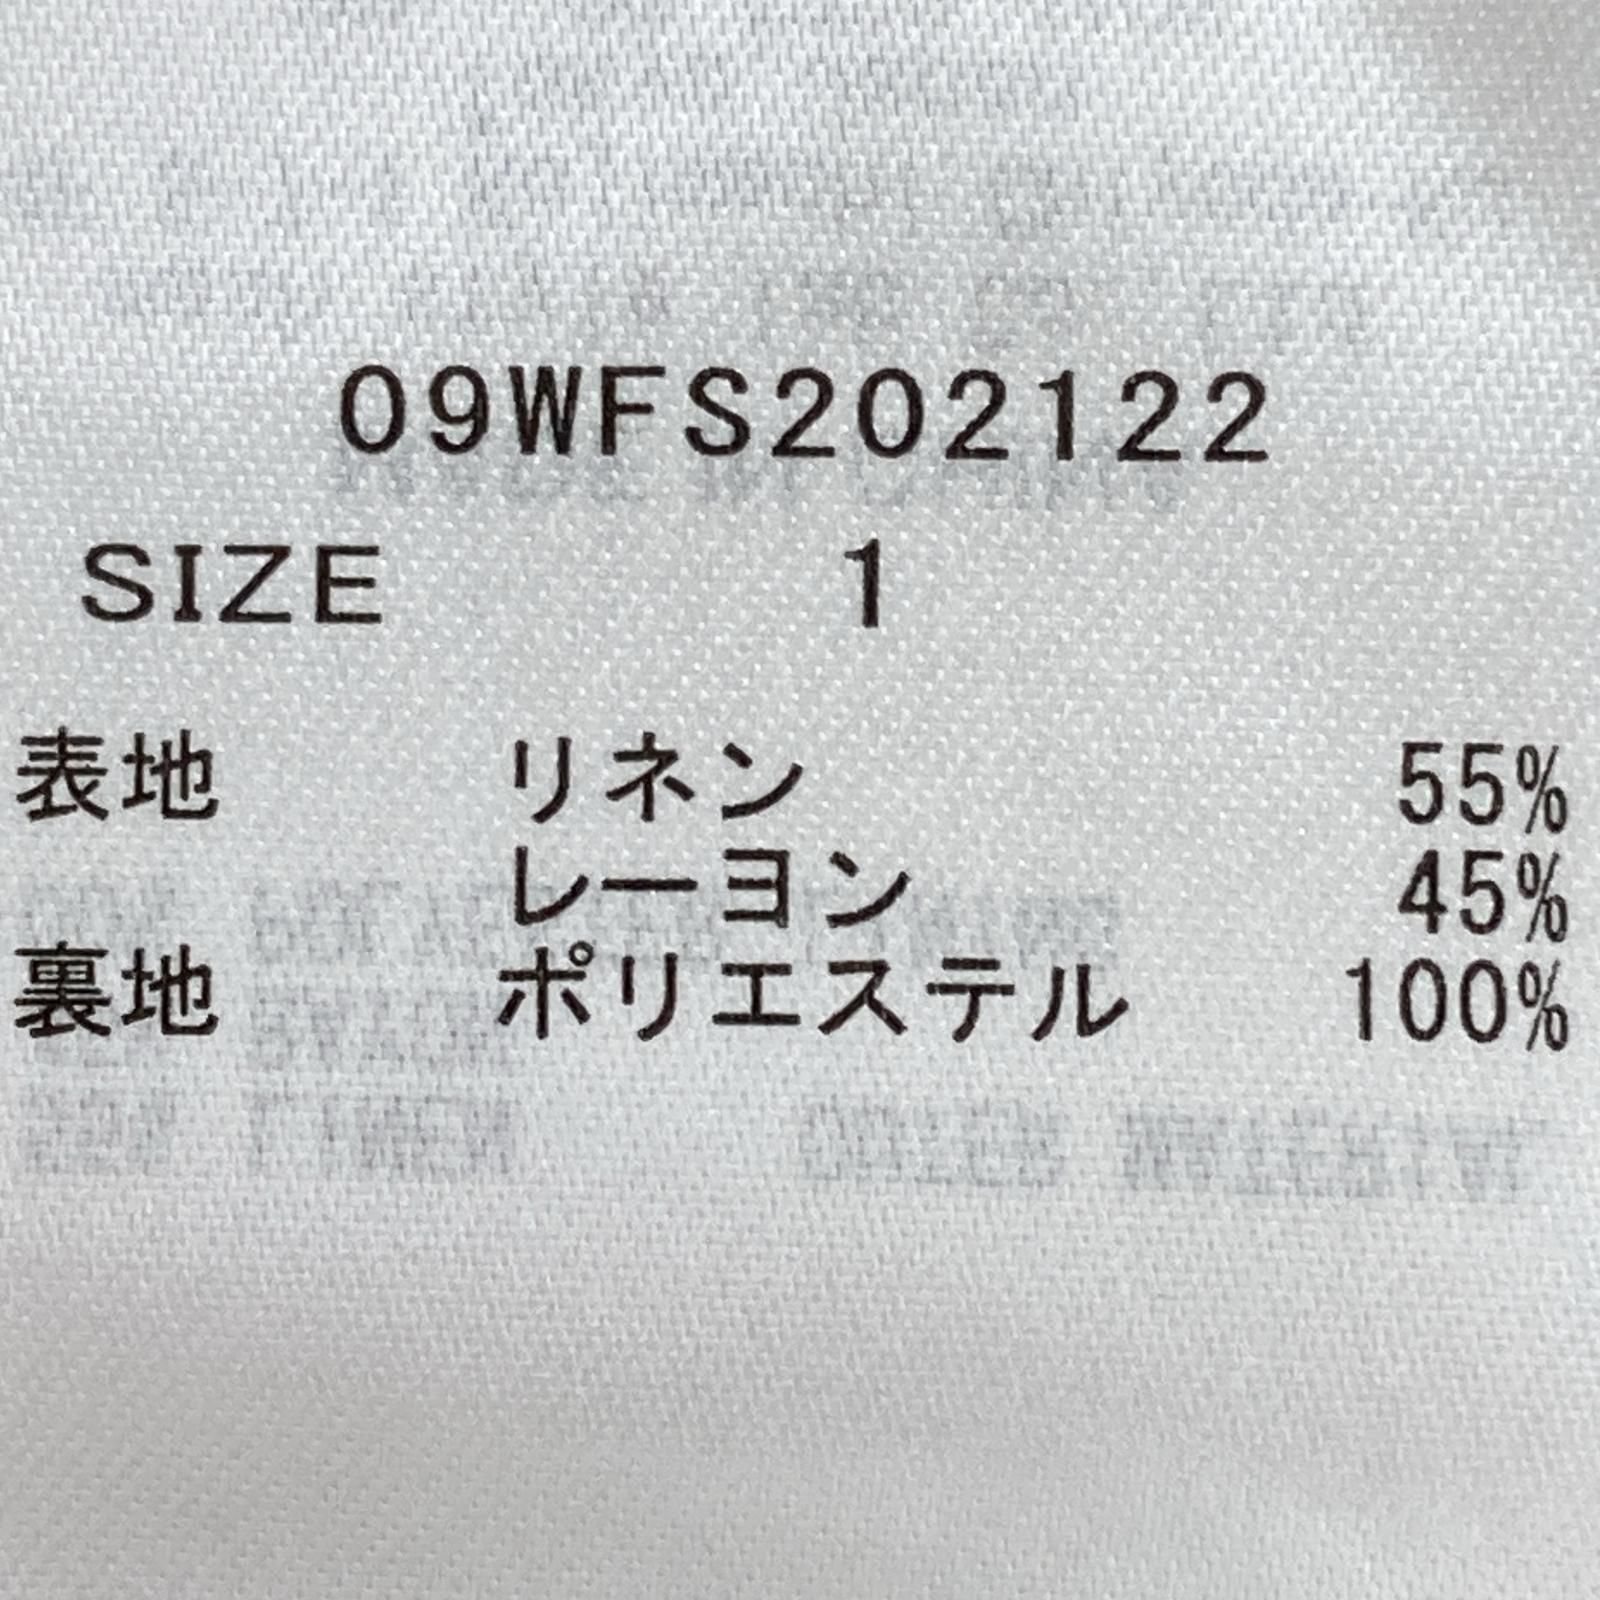 09WFS202122
SIZE 1
表地 リネン 55%
レーヨン 45%
裏地 ポリエステル 100%